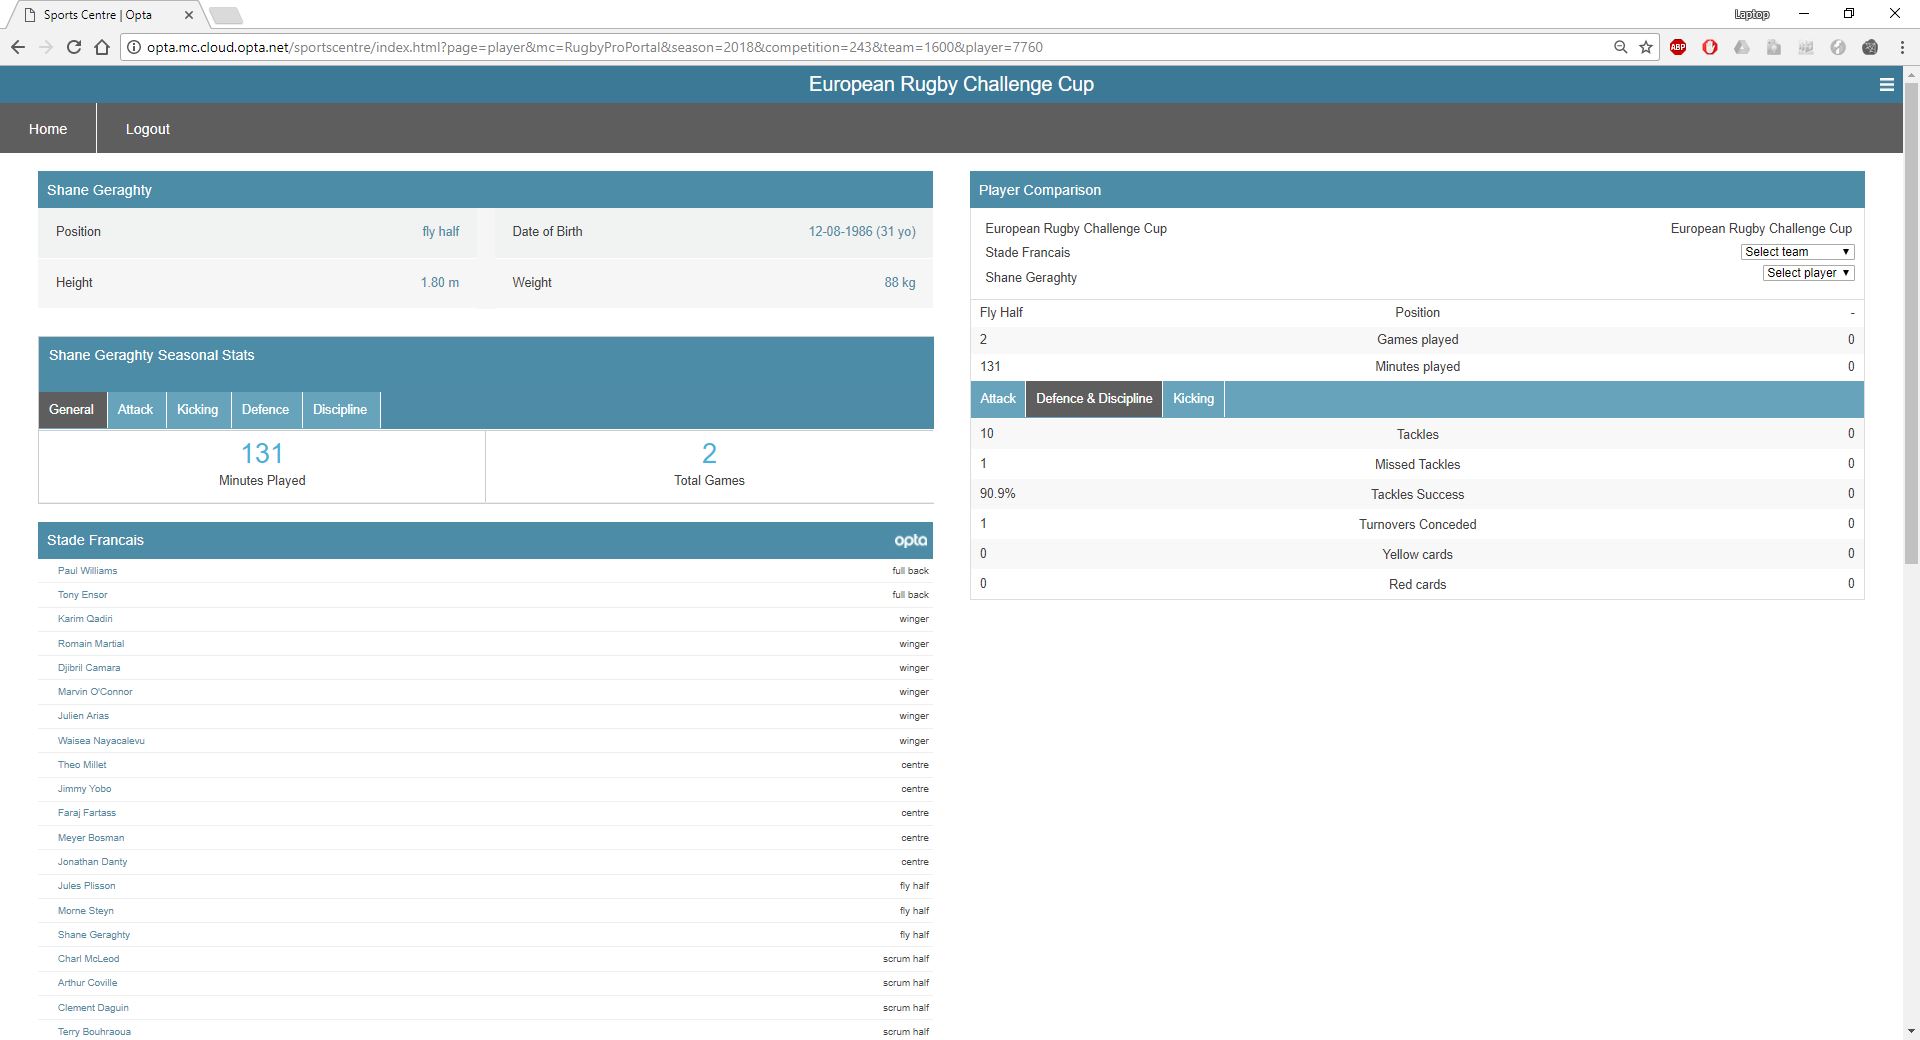 Sports Centre | Opta
Laptop
opta.mc.cloud.opta.net/sportscentre/index.html?page=player&mc=RugbyProPortal&season=2018&competition=243&team=1600&player=7760
ABP
European Rugby Challenge Cup
Home Logout
Shane Geraghty
Position fly half Date of Birth 12-08-1986 (31 yo)
Height 1.80 m Weight 88 kg
Shane Geraghty Seasonal Stats
General Attack Kicking Defence Discipline
131 2
Minutes Played Total Games
Stade Francais opta
Paul Williams full back
Tony Ensor full back
Karim Qadiri winger
Romain Martial winger
Djibril Camara winger
Marvin O'Connor winger
Julien Arias winger
Waisea Nayacalevu winger
Theo Millet centre
Jimmy Yobo centre
Faraj Fartass centre
Meyer Bosman centre
Jonathan Danty centre
Jules Plisson fly half
Morne Steyn fly half
Shane Geraghty fly half
Charl McLeod scrum half
Arthur Coville scrum half
Clement Daguin scrum half
Terry Bouhraoua scrum half
Player Comparison
European Rugby Challenge Cup European Rugby Challenge Cup
Stade Francais Select team
Shane Geraghty Select player
Fly Half Position -
2 Games played 0
131 Minutes played 0
Attack Defence & Discipline Kicking
10 Tackles 0
1 Missed Tackles 0
90.9% Tackles Success 0
1 Turnovers Conceded 0
0 Yellow cards 0
0 Red cards 0